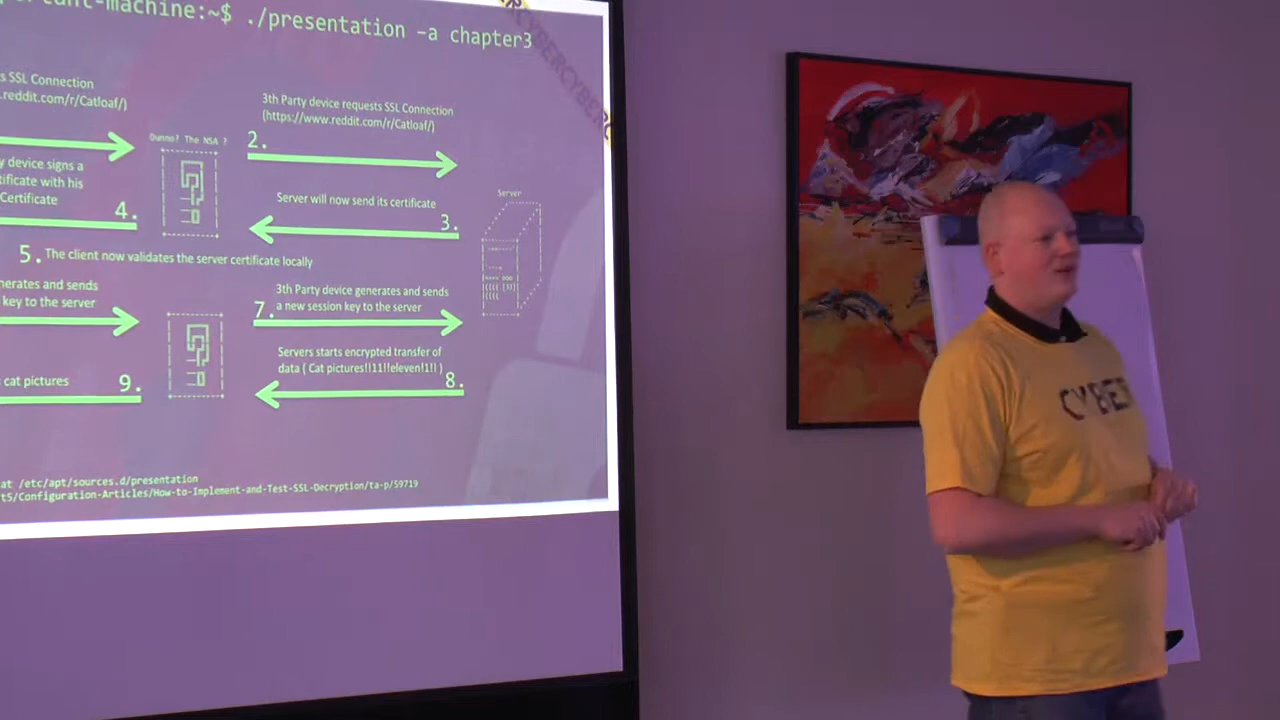 rtant-machine:~$ ./presentation -a chapter3
s SSL Connection
.reddit.com/r/Catloaf/)
3th Party device requests SSL Connection
(https://www.reddit.com/r/Catloaf/)
Dunno? The NSA ?
2.
y device signs a
tificate with his
Certificate
4.
Server will now send its certificate
3.
Server
5. The client now validates the server certificate locally
nerates and sends
key to the server
3th Party device generates and sends
7. a new session key to the server
Servers starts encrypted transfer of
data ( Cat pictures!!11!!eleven!1!! )
8.
cat pictures
9.
at /etc/apt/sources.d/presentation
t5/Configuration-Articles/How-to-Implement-and-Test-SSL-Decryption/ta-p/59719
CYBERCYBERC
CYBER